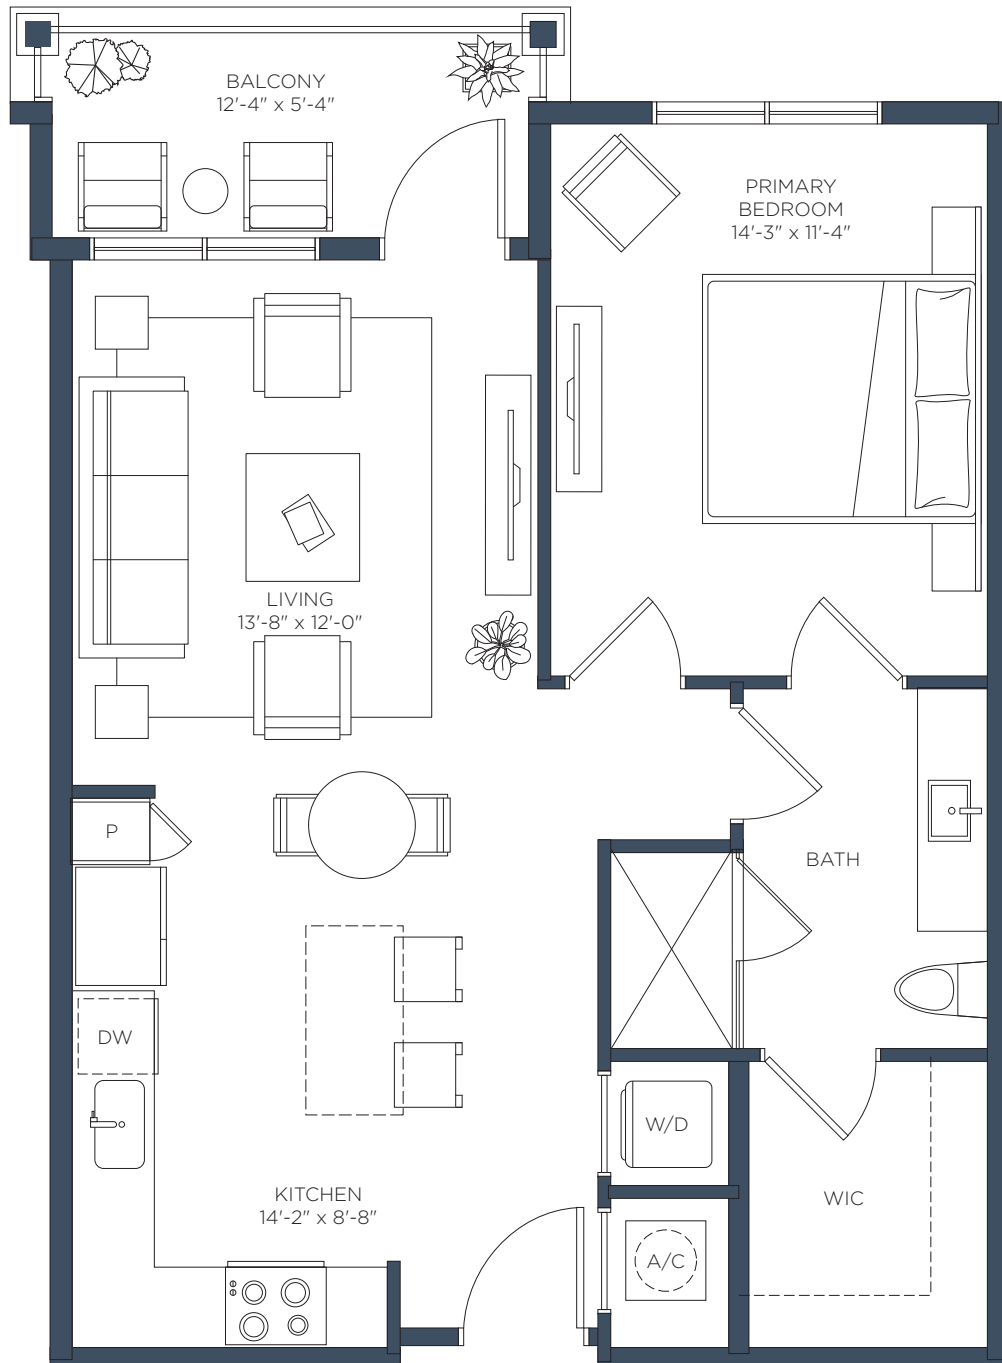 BALCONY
12'-4" x 5'-4"
PRIMARY
BEDROOM
14'-3" x 11'-4"
LIVING
13'-8" x 12'-0"
P
BATH
DW
W/D
KITCHEN
14'-2" x 8'-8"
WIC
A/C